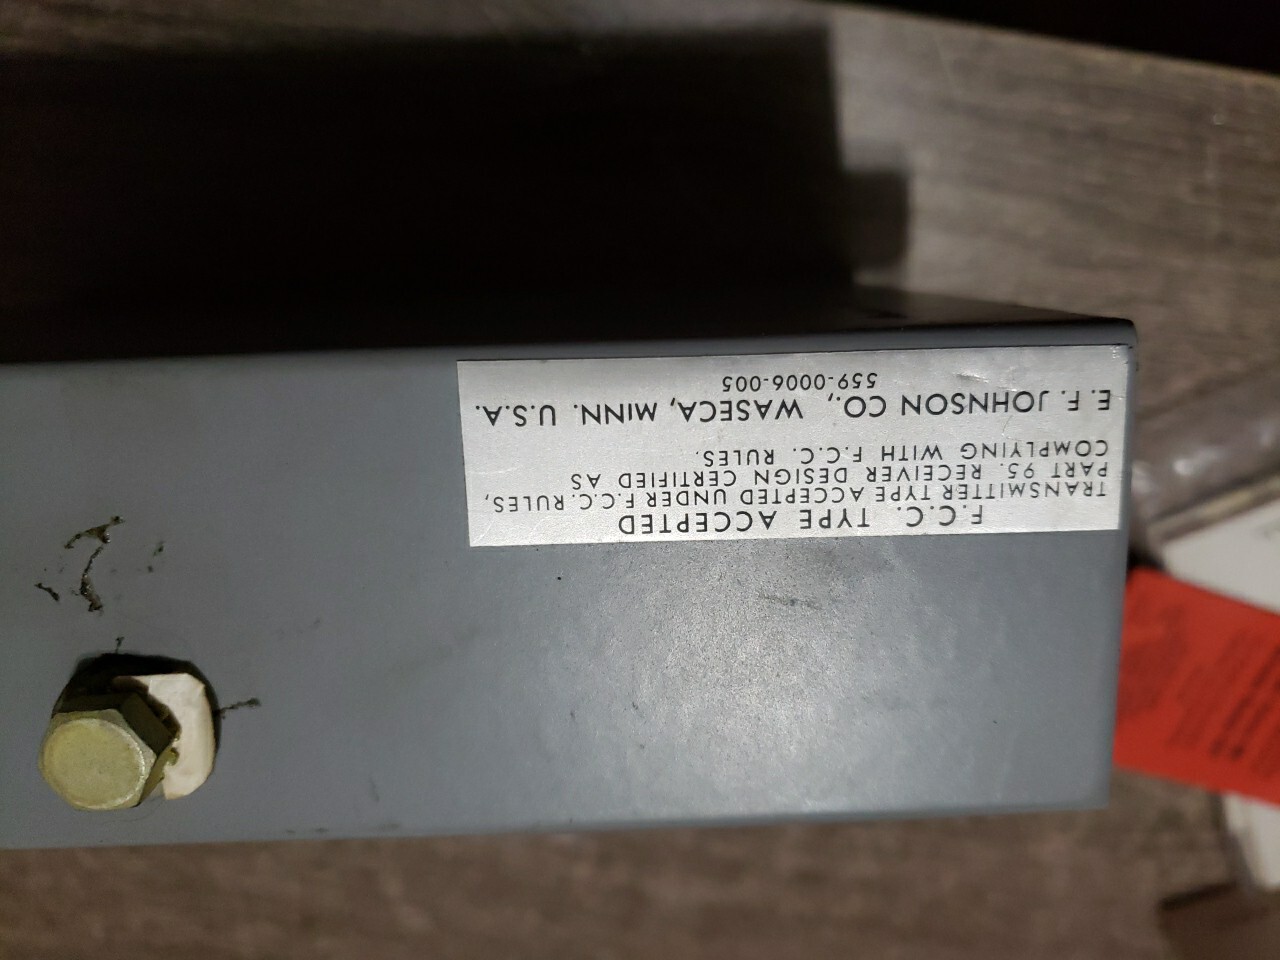 F.C.C. TYPE ACCEPTED
TRANSMITTER TYPE ACCEPTED UNDER F.C.C. RULES,
PART 95. RECEIVER DESIGN CERTIFIED AS
COMPLYING WITH F.C.C. RULES.
E. F. JOHNSON CO., WASECA, MINN. U.S.A.
559-0006-005